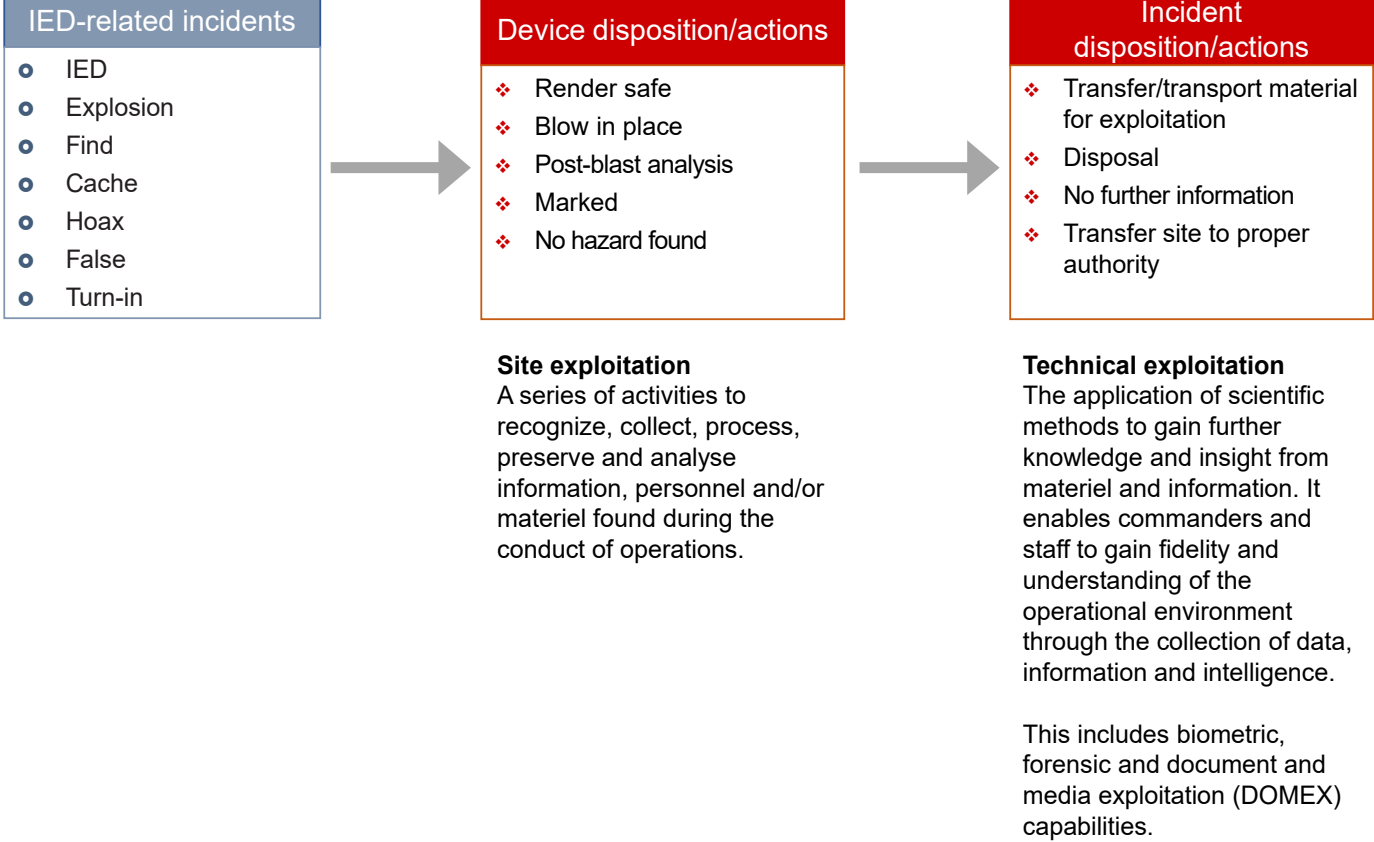 IED-related incidents
IED
Explosion
Find
Cache
Hoax
False
Turn-in
Device disposition/actions
Render safe
Blow in place
Post-blast analysis
Marked
No hazard found
Incident
disposition/actions
Transfer/transport material
for exploitation
Disposal
No further information
Transfer site to proper
authority
Site exploitation
A series of activities to
recognize, collect, process,
preserve and analyse
information, personnel and/or
materiel found during the
conduct of operations.
Technical exploitation
The application of scientific
methods to gain further
knowledge and insight from
materiel and information. It
enables commanders and
staff to gain fidelity and
understanding of the
operational environment
through the collection of data,
information and intelligence.
This includes biometric,
forensic and document and
media exploitation (DOMEX)
capabilities.